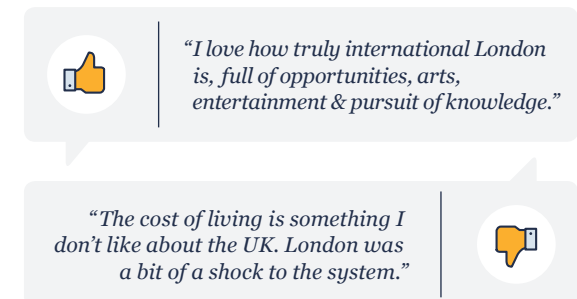 “I love how truly international London
is, full of opportunities, arts,
entertainment & pursuit of knowledge.”
“The cost of living is something I
don’t like about the UK. London was
a bit of a shock to the system.”